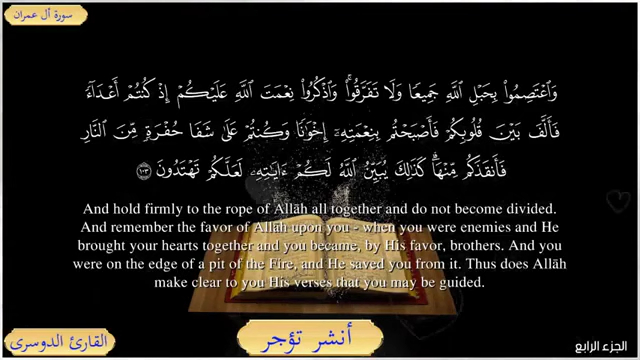 سورة آل عمران
وَٱعۡتَصِمُواْ بِحَبۡلِ ٱللَّهِ جَمِيعٗا وَلَا تَفَرَّقُواْۚ وَٱذۡكُرُواْ نِعۡمَتَ ٱللَّهِ عَلَيۡكُمۡ إِذۡ كُنتُمۡ أَعۡدَآءٗ
فَأَلَّفَ بَيۡنَ قُلُوبِكُمۡ فَأَصۡبَحۡتُم بِنِعۡمَتِهِۦٓ إِخۡوَٰنٗا وَكُنتُمۡ عَلَىٰ شَفَا حُفۡرَةٖ مِّنَ ٱلنَّارِ
فَأَنقَذَكُم مِّنۡهَاۗ كَذَٰلِكَ يُبَيِّنُ ٱللَّهُ لَكُمۡ ءَايَٰتِهِۦ لَعَلَّكُمۡ تَهۡتَدُونَ ١٠٣
And hold firmly to the rope of Allāh all together and do not become divided.
And remember the favor of Allāh upon you - when you were enemies and He
brought your hearts together and you became, by His favor, brothers. And you
were on the edge of a pit of the Fire, and He saved you from it. Thus does Allāh
make clear to you His verses that you may be guided.
القارئ الدوسرى
أنشر تؤجر
الجزء الرابع